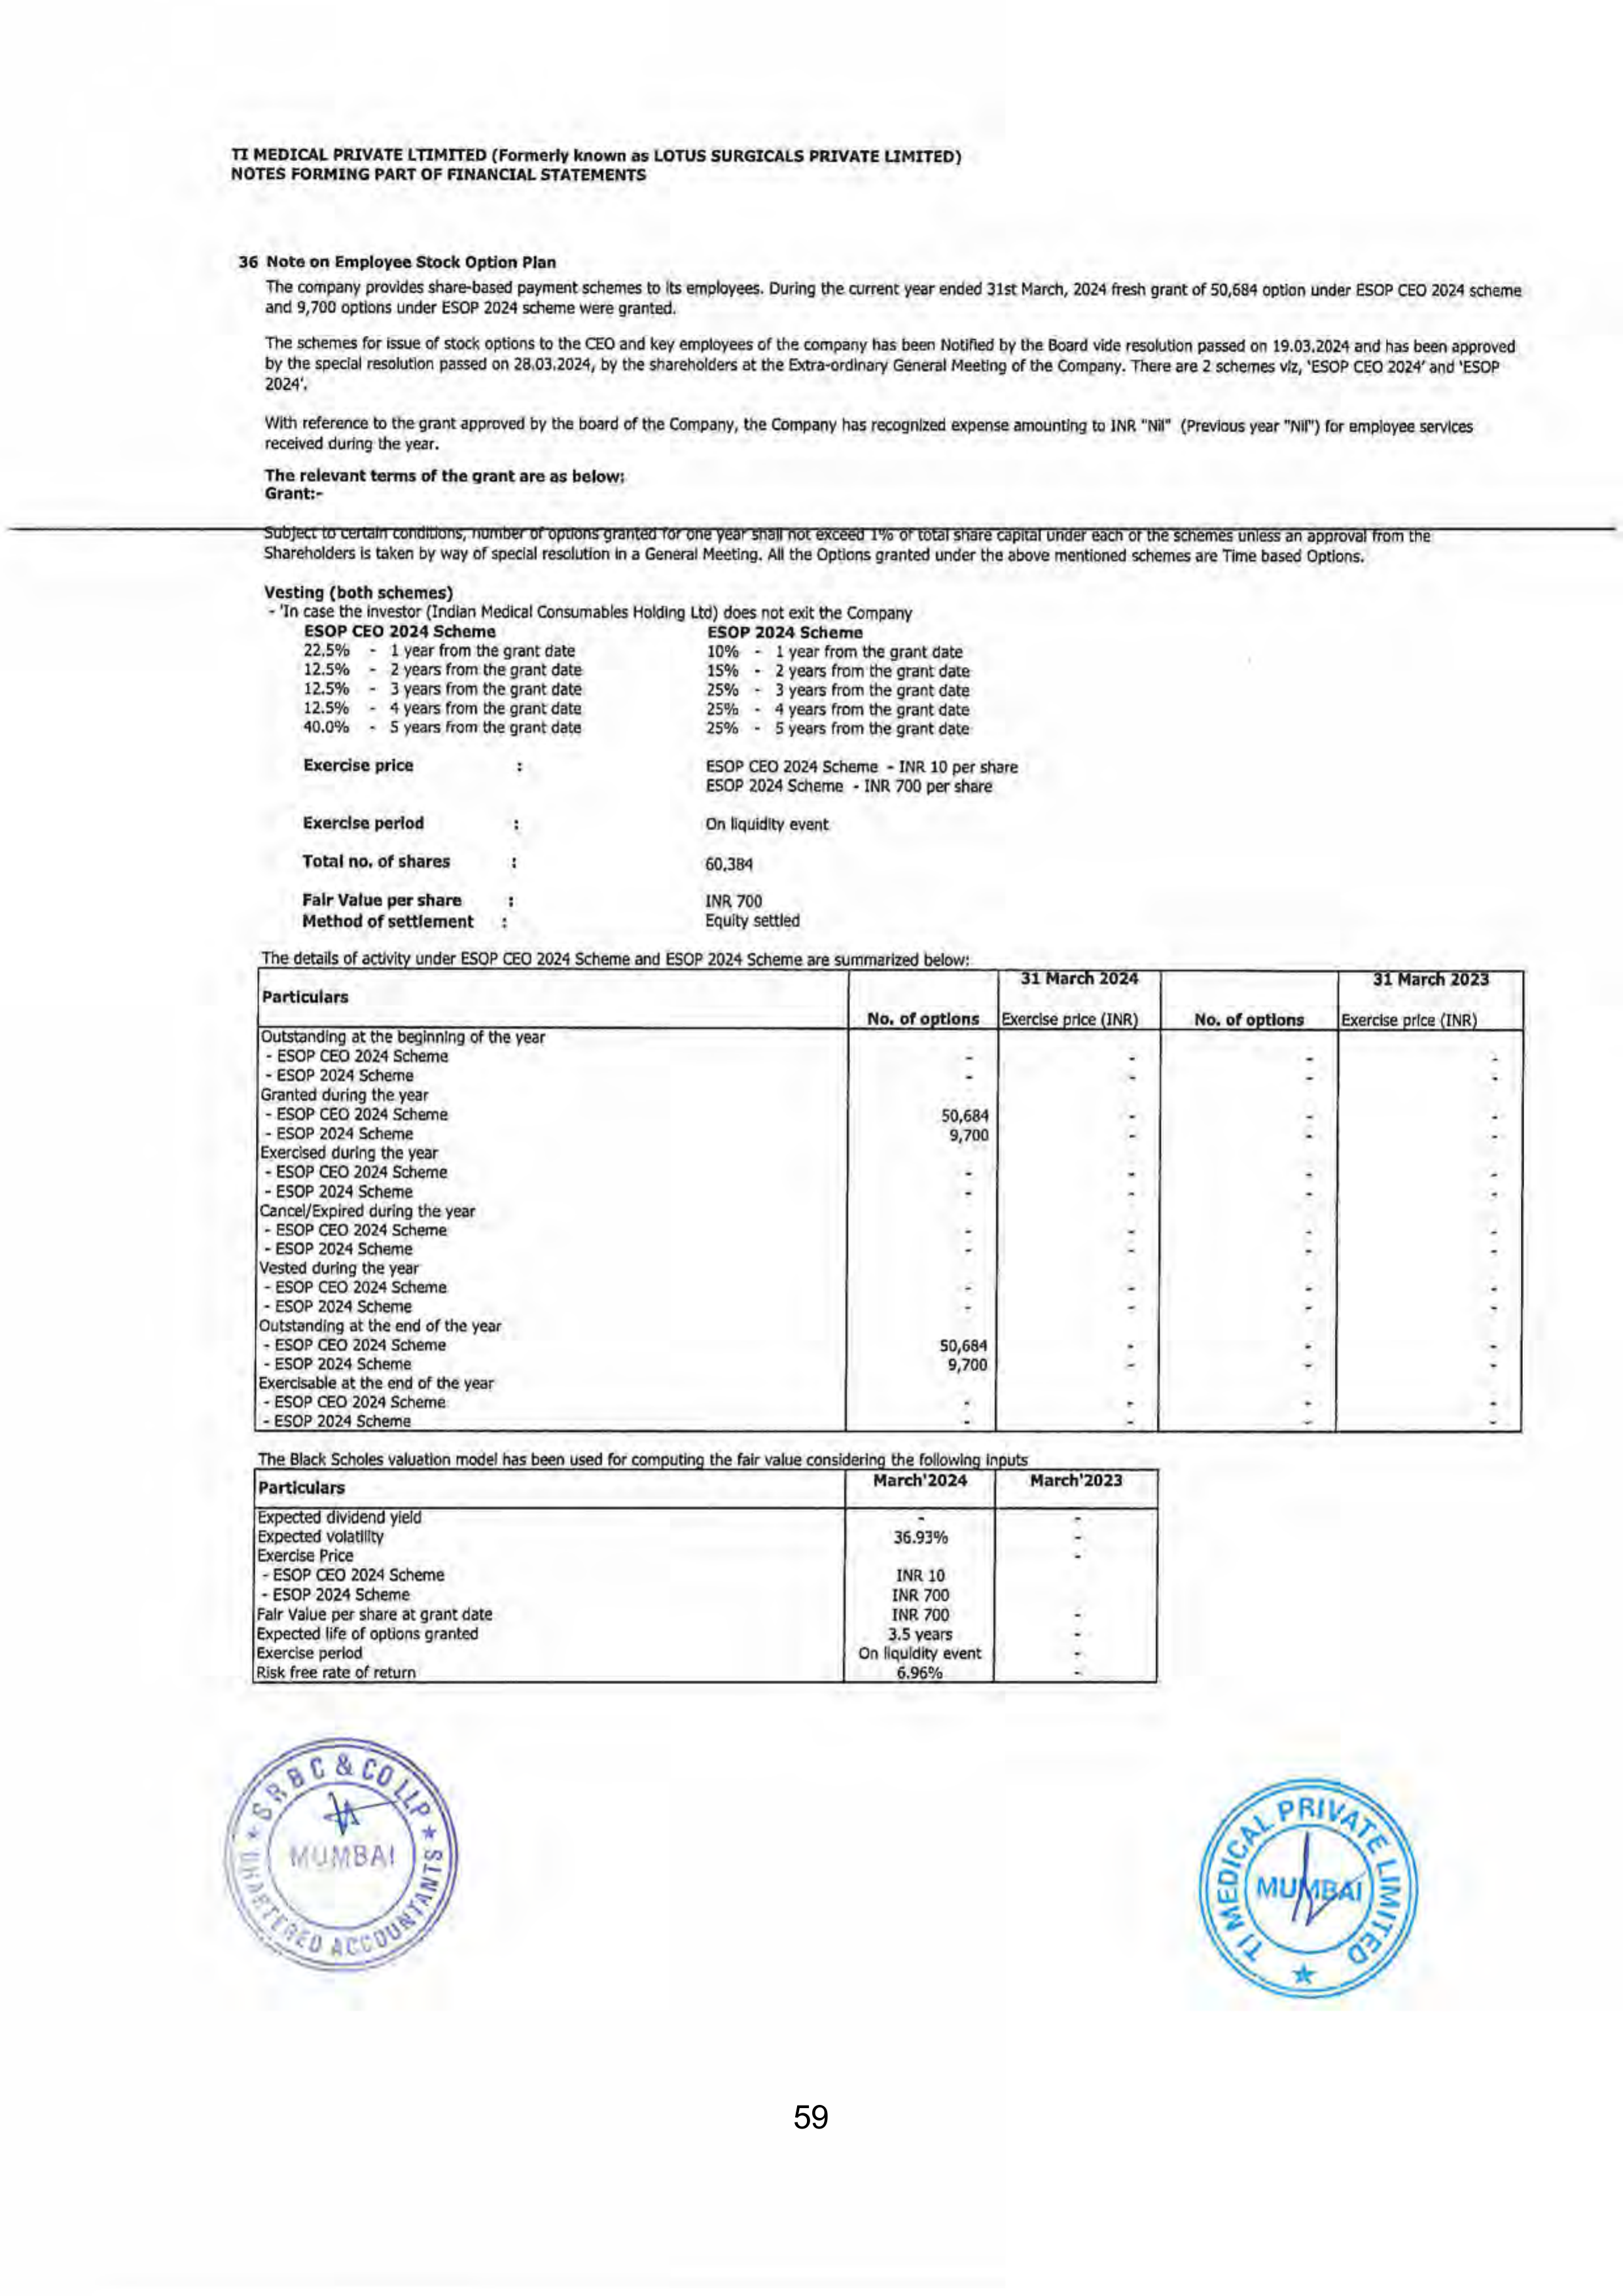 TI MEDICAL PRIVATE LTIMITED (Formerly known as LOTUS SURGICALS PRIVATE LIMITED)
NOTES FORMING PART OF FINANCIAL STATEMENTS
36 Note on Employee Stock Option Plan
The company provides share-based payment schemes to its employees. During the current year ended 31st March, 2024 fresh grant of 50,684 option under ESOP CEO 2024 scheme
and 9,700 options under ESOP 2024 scheme were granted.
The schemes for issue of stock options to the CEO and key employees of the company has been Notified by the Board vide resolution passed on 19.03.2024 and has been approved
by the special resolution passed on 28.03.2024, by the shareholders at the Extra-ordinary General Meeting of the Company. There are 2 schemes viz, 'ESOP CEO 2024' and 'ESOP
2024'.
With reference to the grant approved by the board of the Company, the Company has recognized expense amounting to INR "Nil" (Previous year "Nil") for employee services
received during the year.
The relevant terms of the grant are as below:
Grant:-
Subject to certain conditions, number of options granted for one year shall not exceed 1% of total share capital under each of the schemes unless an approval from the
Shareholders is taken by way of special resolution in a General Meeting. All the Options granted under the above mentioned schemes are Time based Options.
Vesting (both schemes)
- 'In case the investor (Indian Medical Consumables Holding Ltd) does not exit the Company
ESOP CEO 2024 Scheme ESOP 2024 Scheme
22.5% - 1 year from the grant date 10% - 1 year from the grant date
12.5% - 2 years from the grant date 15% - 2 years from the grant date
12.5% - 3 years from the grant date 25% - 3 years from the grant date
12.5% - 4 years from the grant date 25% - 4 years from the grant date
40.0% - 5 years from the grant date 25% - 5 years from the grant date
Exercise price : ESOP CEO 2024 Scheme - INR 10 per share
ESOP 2024 Scheme - INR 700 per share
Exercise period : On liquidity event
Total no. of shares : 60,384
Fair Value per share : INR 700
Method of settlement : Equity settled
The details of activity under ESOP CEO 2024 Scheme and ESOP 2024 Scheme are summarized below:
31 March 2024 31 March 2023
Particulars
No. of options Exercise price (INR) No. of options Exercise price (INR)
Outstanding at the beginning of the year
- ESOP CEO 2024 Scheme - - - -
- ESOP 2024 Scheme - - - -
Granted during the year
- ESOP CEO 2024 Scheme 50,684 - - -
- ESOP 2024 Scheme 9,700 - - -
Exercised during the year
- ESOP CEO 2024 Scheme - - - -
- ESOP 2024 Scheme - - - -
Cancel/Expired during the year
- ESOP CEO 2024 Scheme - - - -
- ESOP 2024 Scheme - - - -
Vested during the year
- ESOP CEO 2024 Scheme - - - -
- ESOP 2024 Scheme - - - -
Outstanding at the end of the year
- ESOP CEO 2024 Scheme 50,684 - - -
- ESOP 2024 Scheme 9,700 - - -
Exercisable at the end of the year
- ESOP CEO 2024 Scheme - - - -
- ESOP 2024 Scheme - - - -
The Black Scholes valuation model has been used for computing the fair value considering the following inputs
Particulars March'2024 March'2023
Expected dividend yield - -
Expected volatility 36.93% -
Exercise Price -
- ESOP CEO 2024 Scheme INR 10
- ESOP 2024 Scheme INR 700
Fair Value per share at grant date INR 700 -
Expected life of options granted 3.5 years -
Exercise period On liquidity event -
Risk free rate of return 6.96% -
SRBC & CO LLP
MUMBAI
CHARTERED ACCOUNTANTS
TI MEDICAL PRIVATE LIMITED
MUMBAI
59